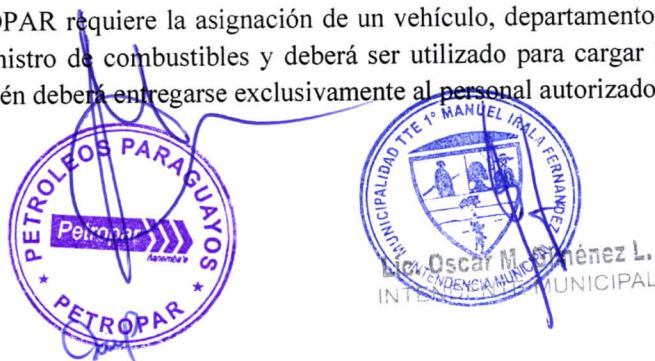 OPAR requiere la asignación de un vehículo, departamento
nistro de combustibles y deberá ser utilizado para cargar
én deberá entregarse exclusivamente al personal autorizado
PETROLEOS PARAGUAYOS
Petropar
PETROPAR
MUNICIPALIDAD TTE 1º MANUEL IRALA FERNANDEZ
INTENDENCIA MUNICIPAL
Lic. Oscar M. Giménez L.
INTENDENTE MUNICIPAL